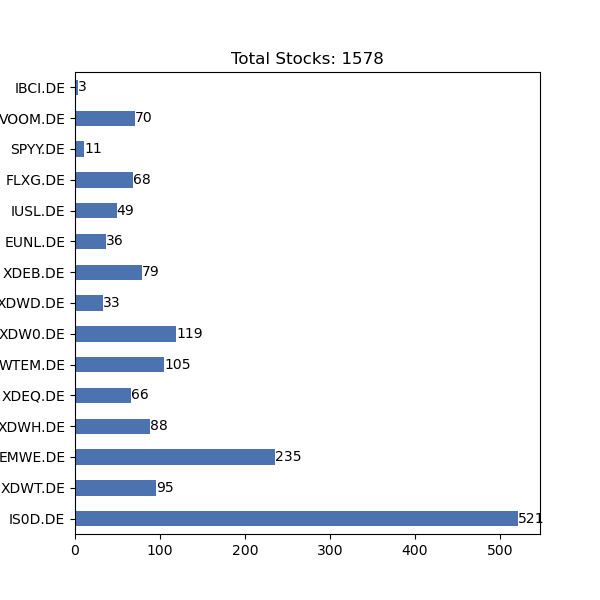 Total Stocks: 1578
IBCI.DE 3
VOOM.DE 70
SPYY.DE 11
FLXG.DE 68
IUSL.DE 49
EUNL.DE 36
XDEB.DE 79
XDWD.DE 33
XDW0.DE 119
WTEM.DE 105
XDEQ.DE 66
XDWH.DE 88
EMWE.DE 235
XDWT.DE 95
IS0D.DE 521
0 100 200 300 400 500